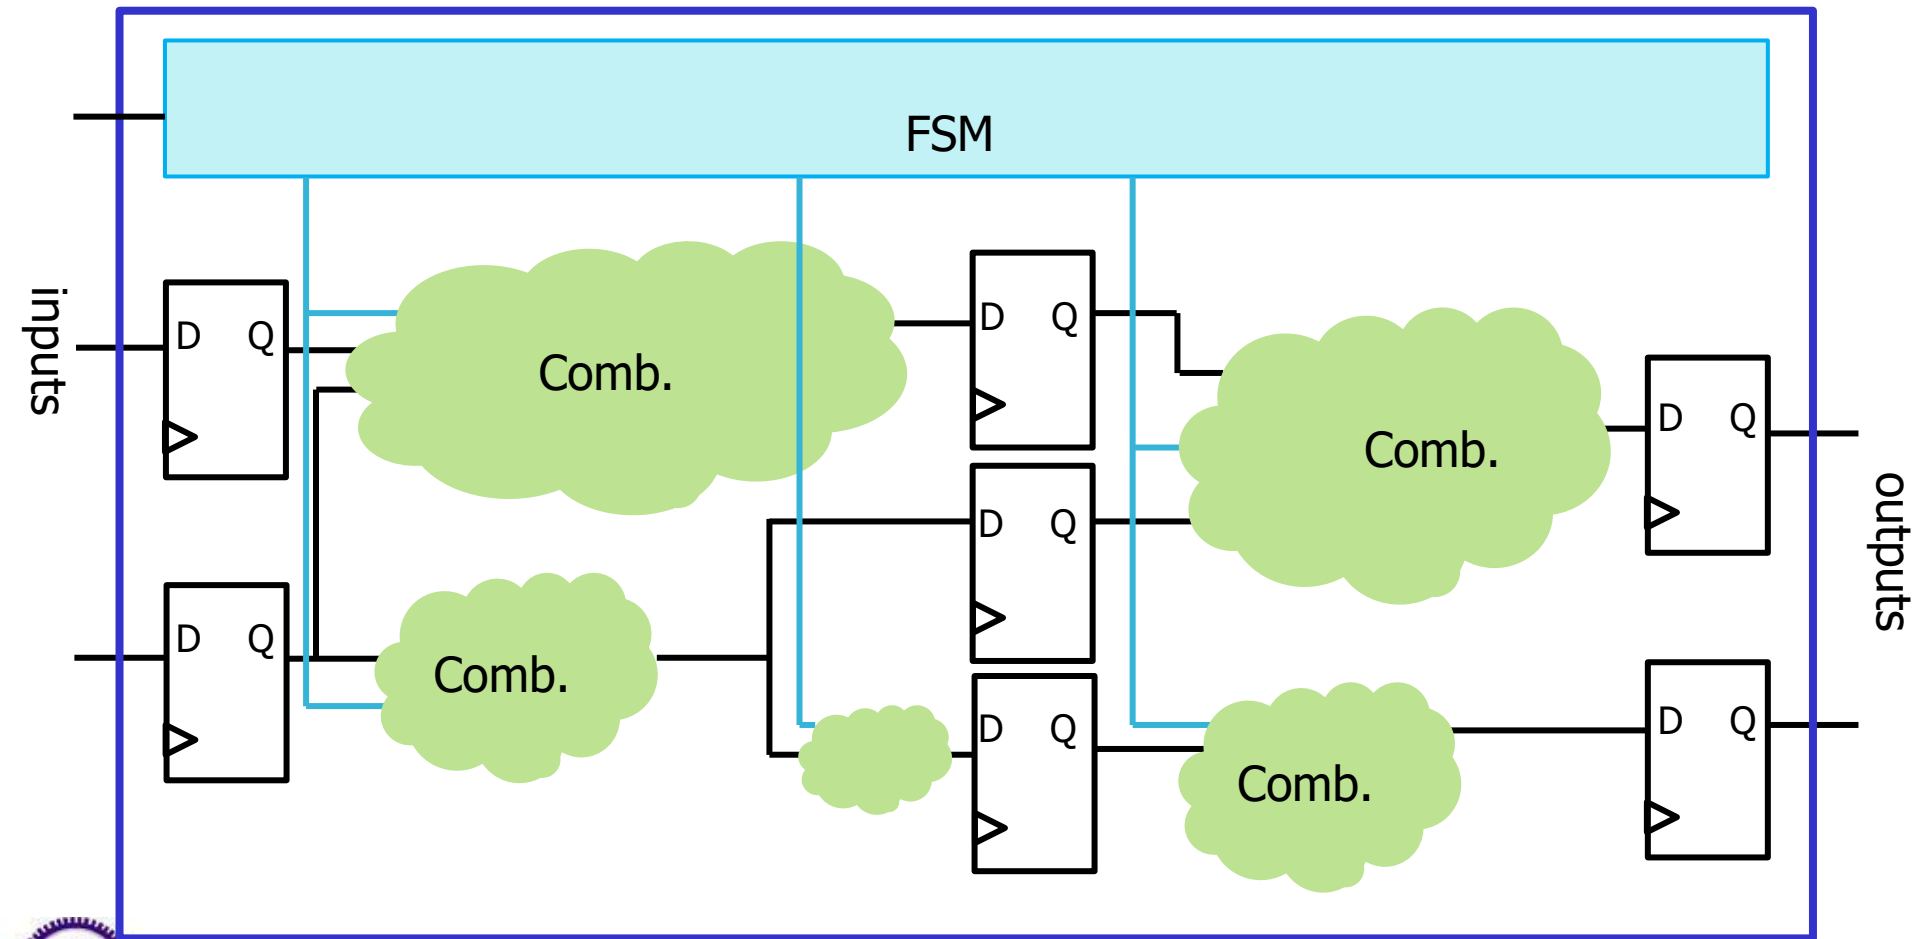 FSM
inputs
D Q
Comb.
D Q
Comb.
D Q
D Q
outputs
D Q
Comb.
D Q
Comb.
D Q